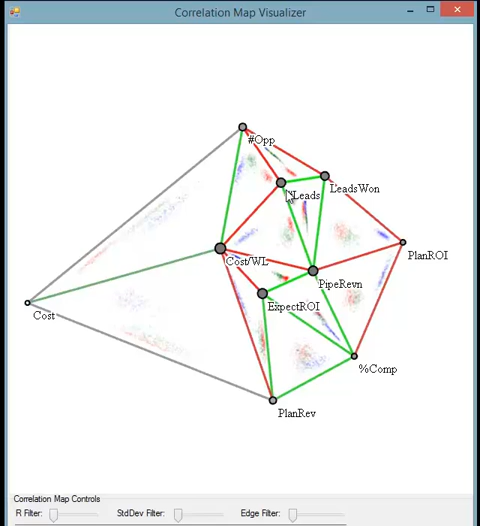 Correlation Map Visualizer
#Opp
%Leads
LeadsWon
PlanROI
Cost/WL
PipeRevn
ExpectROI
Cost
%Comp
PlanRev
Correlation Map Controls
R Filter:
StdDev Filter:
Edge Filter: